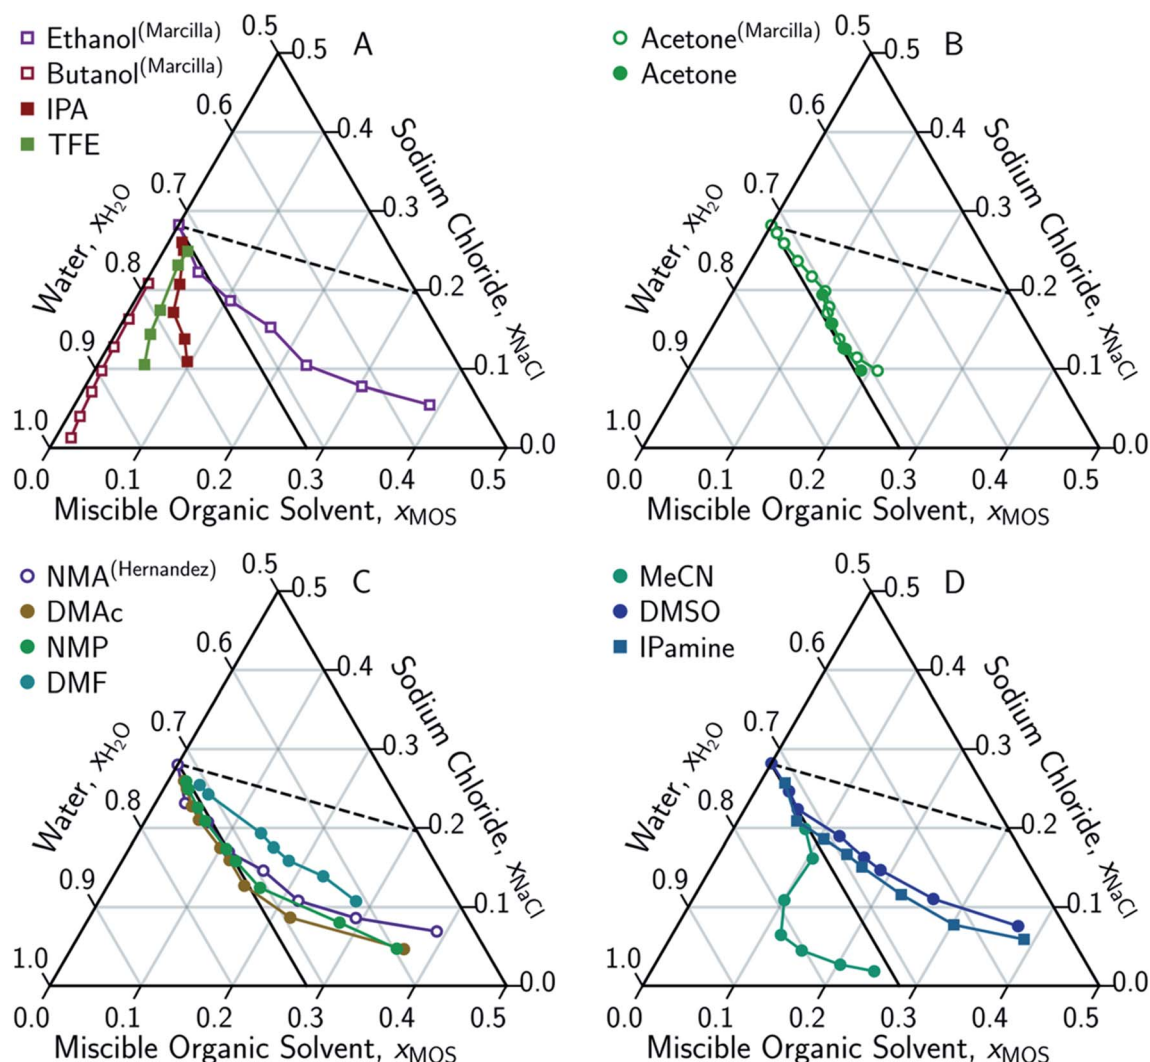 Ethanol(Marcilla)
Butanol(Marcilla)
IPA
TFE
A
0.5
0.5
0.6
0.4
0.7
0.3
0.8
0.2
0.9
0.1
1.0
0.0
Water, xH2O
Sodium Chloride, xNaCl
0.0 0.1 0.2 0.3 0.4 0.5
Miscible Organic Solvent, xMOS
Acetone(Marcilla)
Acetone
B
0.5
0.5
0.6
0.4
0.7
0.3
0.8
0.2
0.9
0.1
1.0
0.0
Water, xH2O
Sodium Chloride, xNaCl
0.0 0.1 0.2 0.3 0.4 0.5
Miscible Organic Solvent, xMOS
NMA(Hernandez)
DMAc
NMP
DMF
C
0.5
0.5
0.6
0.4
0.7
0.3
0.8
0.2
0.9
0.1
1.0
0.0
Water, xH2O
Sodium Chloride, xNaCl
0.0 0.1 0.2 0.3 0.4 0.5
Miscible Organic Solvent, xMOS
MeCN
DMSO
IPamine
D
0.5
0.5
0.6
0.4
0.7
0.3
0.8
0.2
0.9
0.1
1.0
0.0
Water, xH2O
Sodium Chloride, xNaCl
0.0 0.1 0.2 0.3 0.4 0.5
Miscible Organic Solvent, xMOS